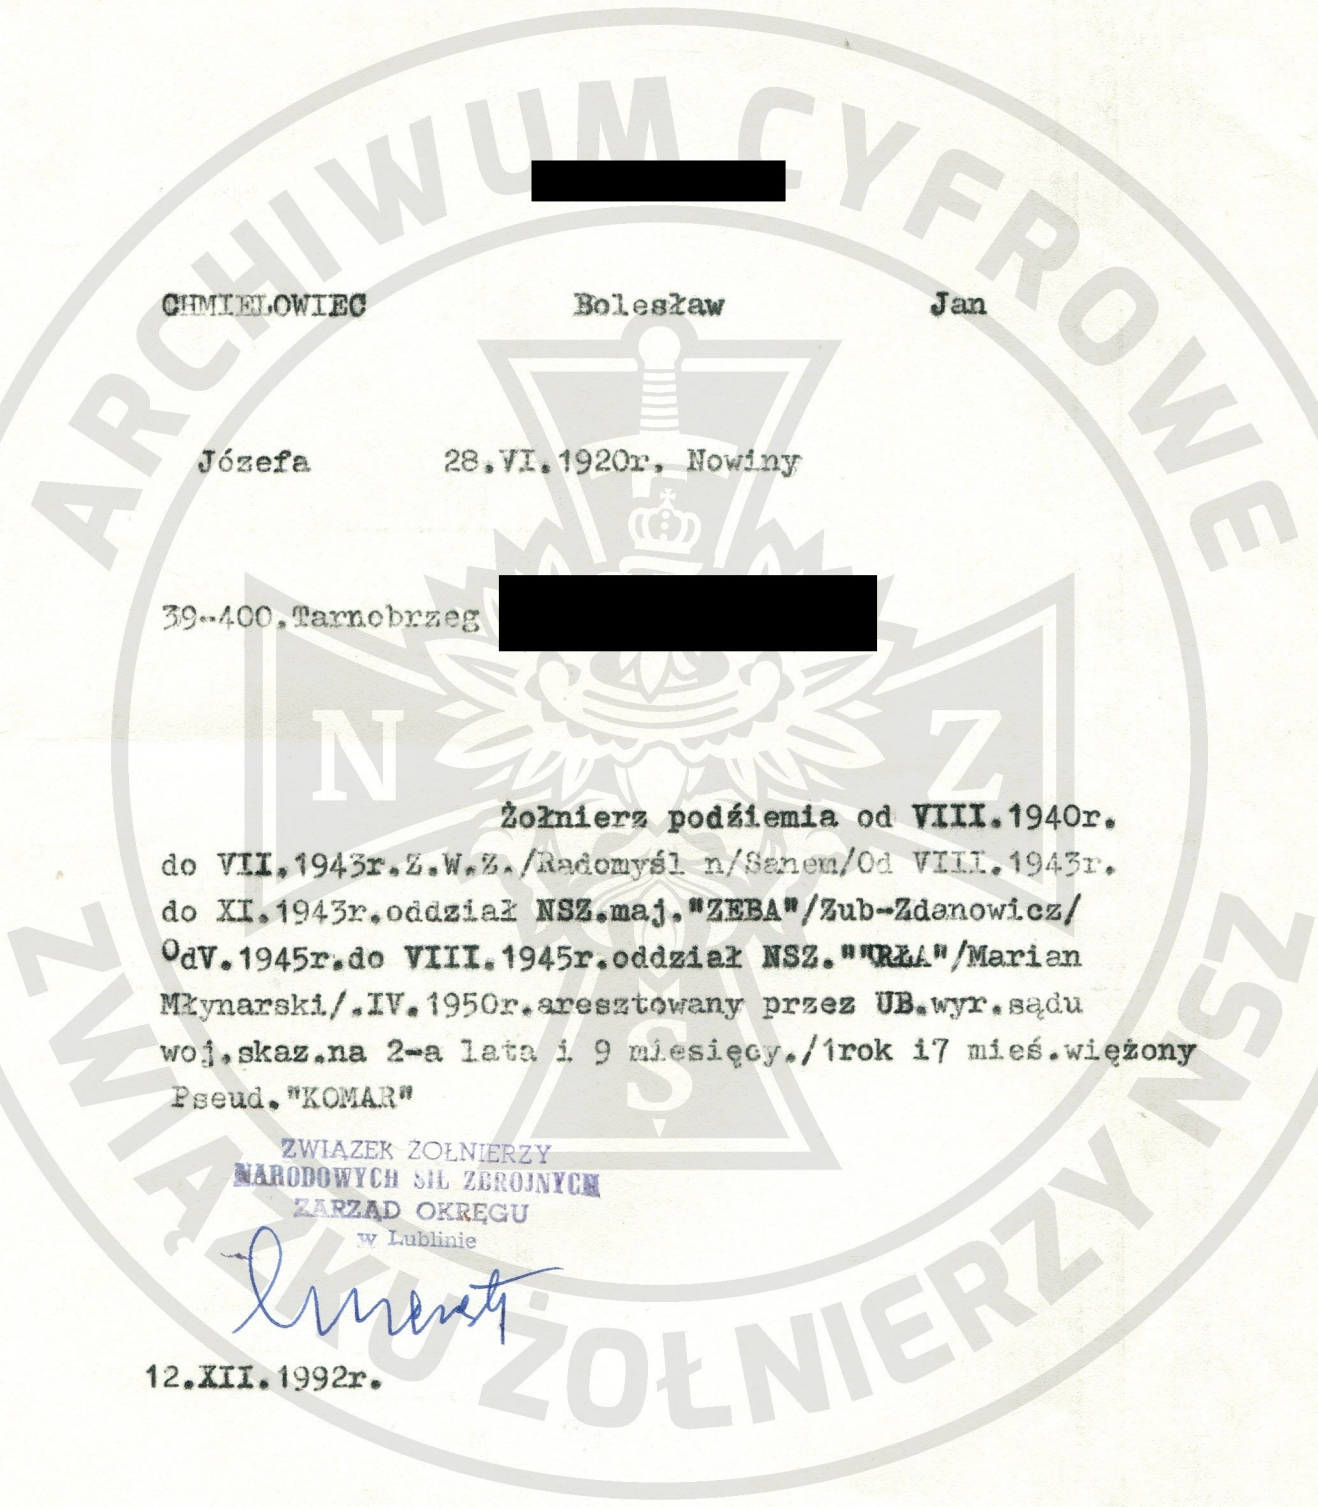 ARCHIWUM CYFROWE
ZWIĄZKU ŻOŁNIERZY NSZ
CHMIELOWIEC Bolesław Jan
Józefa 28.VI.1920r. Nowiny
39-400.Tarnobrzeg
N Z
Żołnierz podźiemia od VIII.1940r.
do VII.1943r.Z.W.Z./Radomyśl n/Sanem/Od VIII.1943r.
do XI.1943r.oddział NSZ.maj."ZEBA"/Zub-Zdanowicz/
OdV.1945r.do VIII.1945r.oddział NSZ. /Marian
Młynarski/.IV.1950r.aresztowany przez UB.wyr.sądu
woj.skaz.na 2-a lata i 9 miesięcy./1rok i7 mieś.więżony
Pseud."KOMAR"
S
ZWIĄZEK ŻOŁNIERZY
NARODOWYCH SIŁ ZBROJNYCH
ZARZĄD OKRĘGU
w Lublinie
12.XII.1992r.